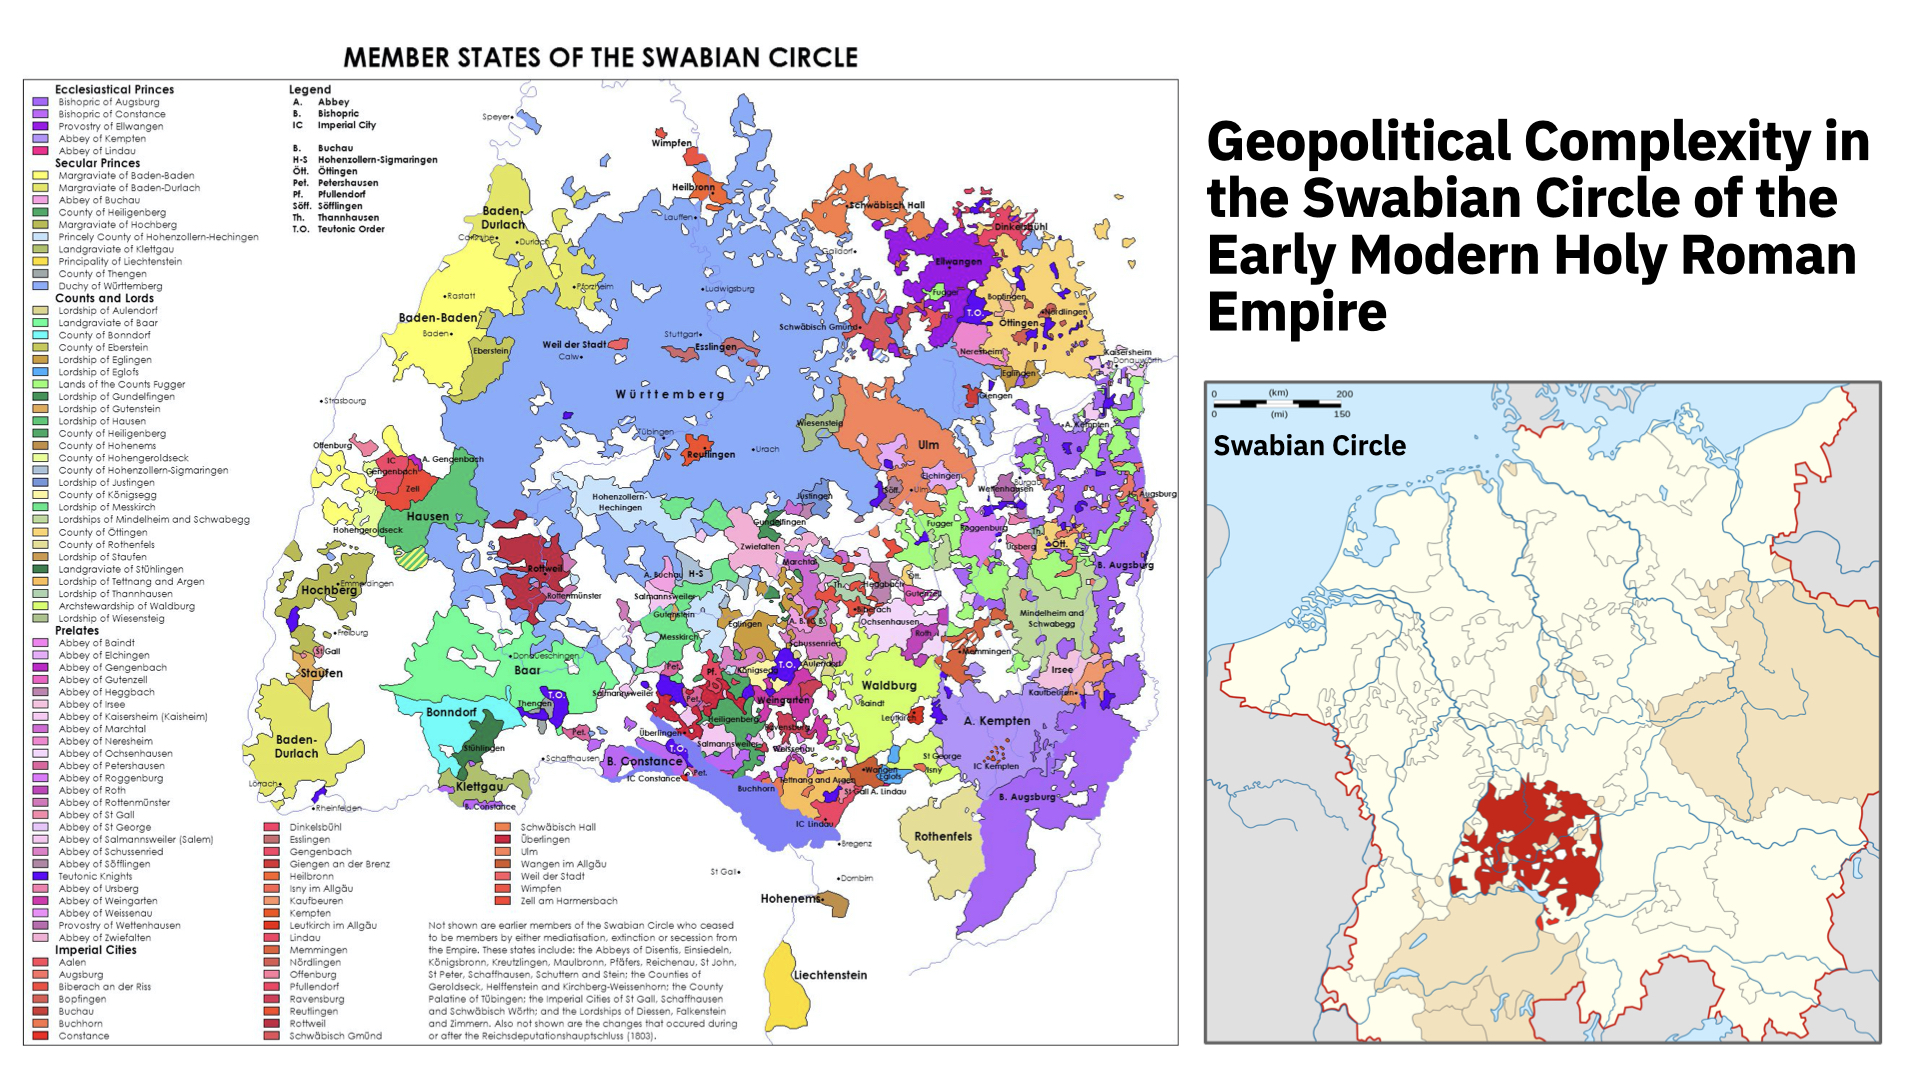 MEMBER STATES OF THE SWABIAN CIRCLE
Ecclesiastical Princes
Bishopric of Augsburg
Bishopric of Constance
Provostry of Ellwangen
Abbey of Kempten
Abbey of Lindau
Secular Princes
Margraviate of Baden-Baden
Margraviate of Baden-Durlach
Abbey of Buchau
County of Heiligenberg
Margraviate of Hochberg
Princely County of Hohenzollern-Hechingen
Landgraviate of Klettgau
Principality of Liechtenstein
County of Thengen
Duchy of Württemberg
Counts and Lords
Lordship of Aulendorf
Landgraviate of Baar
County of Bonndorf
County of Eberstein
Lordship of Eglingen
Lordship of Eglofs
Lands of the Counts Fugger
Lordship of Gundelfingen
Lordship of Gutenstein
Lordship of Hausen
County of Heiligenberg
County of Hohenems
County of Hohengeroldseck
County of Hohenzollern-Sigmaringen
Lordship of Justingen
County of Königsegg
Lordship of Messkirch
Lordships of Mindelheim and Schwabegg
County of Öttingen
County of Rothenfels
Lordship of Staufen
Landgraviate of Stühlingen
Lordship of Tettnang and Argen
Lordship of Thannhausen
Archstewardship of Waldburg
Lordship of Wiesensteig
Prelates
Abbey of Baindt
Abbey of Elchingen
Abbey of Gengenbach
Abbey of Gutenzell
Abbey of Heggbach
Abbey of Irsee
Abbey of Kaisersheim (Kaisheim)
Abbey of Marchtal
Abbey of Neresheim
Abbey of Ochsenhausen
Abbey of Petershausen
Abbey of Roggenburg
Abbey of Roth
Abbey of Rottenmünster
Abbey of St Gall
Abbey of St George
Abbey of Salmannsweiler (Salem)
Abbey of Schussenried
Abbey of Söfflingen
Teutonic Knights
Abbey of Ursberg
Abbey of Weingarten
Abbey of Weissenau
Provostry of Wettenhausen
Abbey of Zwiefalten
Imperial Cities
Aalen
Augsburg
Biberach an der Riss
Bopfingen
Buchau
Buchhorn
Constance
Dinkelsbühl
Esslingen
Gengenbach
Giengen an der Brenz
Heilbronn
Isny im Allgäu
Kaufbeuren
Kempten
Leutkirch im Allgäu
Lindau
Memmingen
Nördlingen
Offenburg
Pfullendorf
Ravensburg
Reutlingen
Rottweil
Schwäbisch Gmünd
Schwäbisch Hall
Überlingen
Ulm
Wangen im Allgäu
Weil der Stadt
Wimpfen
Zell am Harmersbach
Legend
A. Abbey
B. Bishopric
IC Imperial City
B. Buchau
H-S Hohenzollern-Sigmaringen
Ött. Öttingen
Pet. Petershausen
Pf. Pfullendorf
Söff. Söfflingen
Th. Thannhausen
T.O. Teutonic Order
Speyer
Wimpfen
Heilbronn
Lauffen
Schwäbisch Hall
Dinkelsbühl
Baden-
Durlach
Durlach
Gaildorf
Ellwangen
Pforzheim
Ludwigsburg
Rastatt
Fugger
Bopfingen
T.O.
Nördlingen
Öttingen
Baden-Baden
Baden
Schwäbisch Gmünd
Stuttgart
Weil der Stadt
Esslingen
Calw
Eberstein
Neresheim
Kaisersheim
Donauwörth
Eglingen
Württemberg
Giengen
Strasbourg
Wiesensteig
A. Kempten
Tübingen
Urach
Ulm
Offenburg
Reutlingen
IC
Gengenbach
A. Gengenbach
Zell
Elchingen
Söff.
Ulm
Wettenhausen
Burgau
IC Augsburg
Hohenzollern
Hechingen
Justingen
Hausen
Gundelfingen
Fugger
Roggenburg
Th.
Hohengeroldseck
Ött.
Ursberg
Zwiefalten
Marchtal
B. Augsburg
Rottweil
A. Buchau
H-S
Ött.
Th.
Heggbach
Emmendingen
Hochberg
Rottenmünster
Salmannsweiler
Gutenzell
Gutenstein
Biberach
Mindelheim and
Schwabegg
Eglingen
A. B.
IC B.
Ochsenhausen
Freiburg
Messkirch
Roth
Schussenried
St Gall
Donaueschingen
Memmingen
Staufen
Baar
Pet.
Pf.
Königsegg
T.O.
Aulendorf
Irsee
Waldburg
Kaufbeuren
T.O.
Salmannsweiler
Pet.
Weingarten
Thengen
Baindt
Bonndorf
Heiligenberg
Leutkirch
A. Kempten
Ravensburg
Pet.
Überlingen
Baden-
Durlach
Stühlingen
T.O.
Salmannsweiler
Weissenau
Schaffhausen
B. Constance
St George
IC Kempten
Wangen
Isny
Lörrach
IC Constance
Pet.
Tettnang and Argen
Eglofs
Klettgau
Buchhorn
St Gall
A. Lindau
B. Augsburg
Rheinfelden
B. Constance
IC Lindau
Rothenfels
Bregenz
St Gall
Dornbirn
Hohenems
Liechtenstein
Not shown are earlier members of the Swabian Circle who ceased
to be members by either mediatisation, extinction or secession from
the Empire. These states include: the Abbeys of Disentis, Einsiedeln,
Königsbronn, Kreutzlingen, Maulbronn, Pfäfers, Reichenau, St John,
St Peter, Schaffhausen, Schuttern and Stein; the Counties of
Geroldseck, Helffenstein and Kirchberg-Weissenhorn; the County
Palatine of Tübingen; the Imperial Cities of St Gall, Schaffhausen
and Schwäbisch Wörth; and the Lordships of Diessen, Falkenstein
and Zimmern. Also not shown are the changes that occured during
or after the Reichsdeputationshauptschluss (1803).
Geopolitical Complexity in
the Swabian Circle of the
Early Modern Holy Roman
Empire
(km)
0 200
0 (mi) 150
Swabian Circle